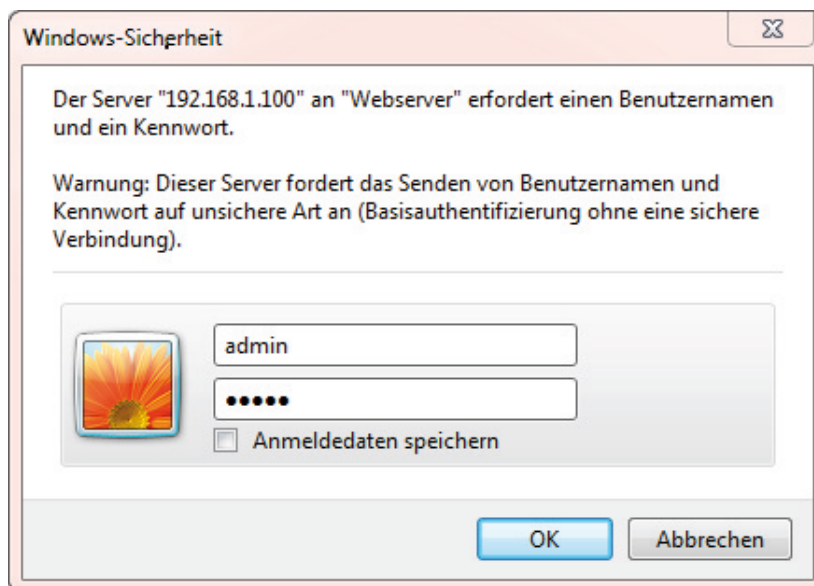 Windows-Sicherheit
Der Server "192.168.1.100" an "Webserver" erfordert einen Benutzernamen
und ein Kennwort.
Warnung: Dieser Server fordert das Senden von Benutzernamen und
Kennwort auf unsichere Art an (Basisauthentifizierung ohne eine sichere
Verbindung).
admin
•••••
Anmeldedaten speichern
OK
Abbrechen